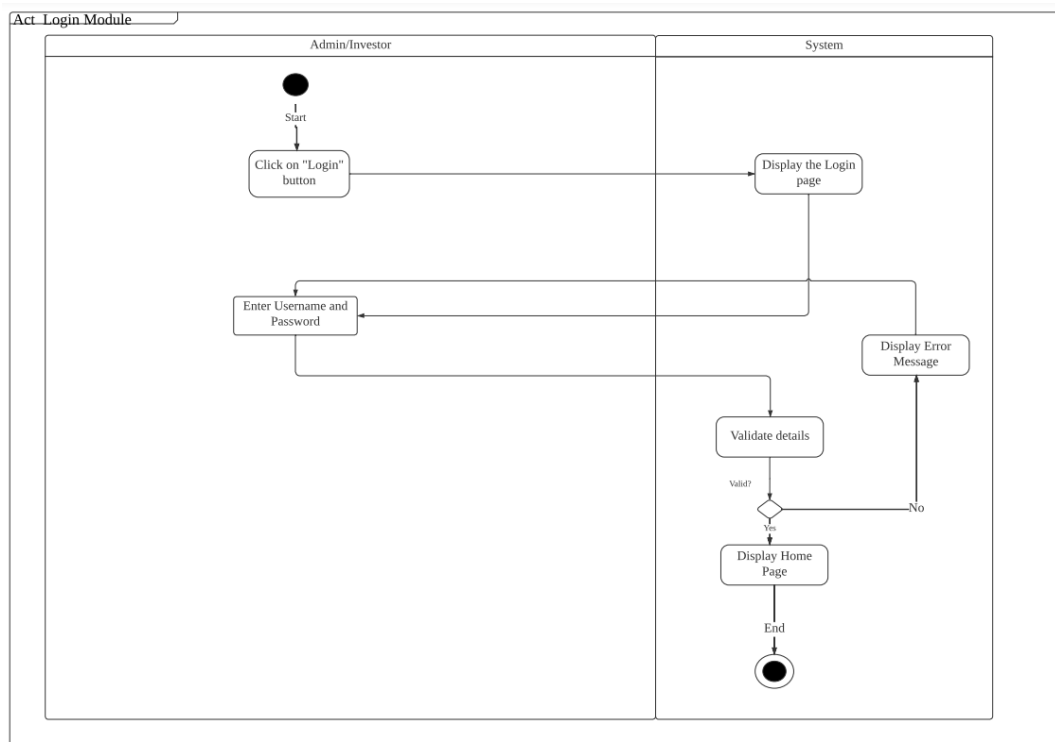 Act Login Module
Admin/Investor
System
Start
Click on "Login"
button
Display the Login
page
Enter Username and
Password
Display Error
Message
Validate details
Valid?
No
Yes
Display Home
Page
End